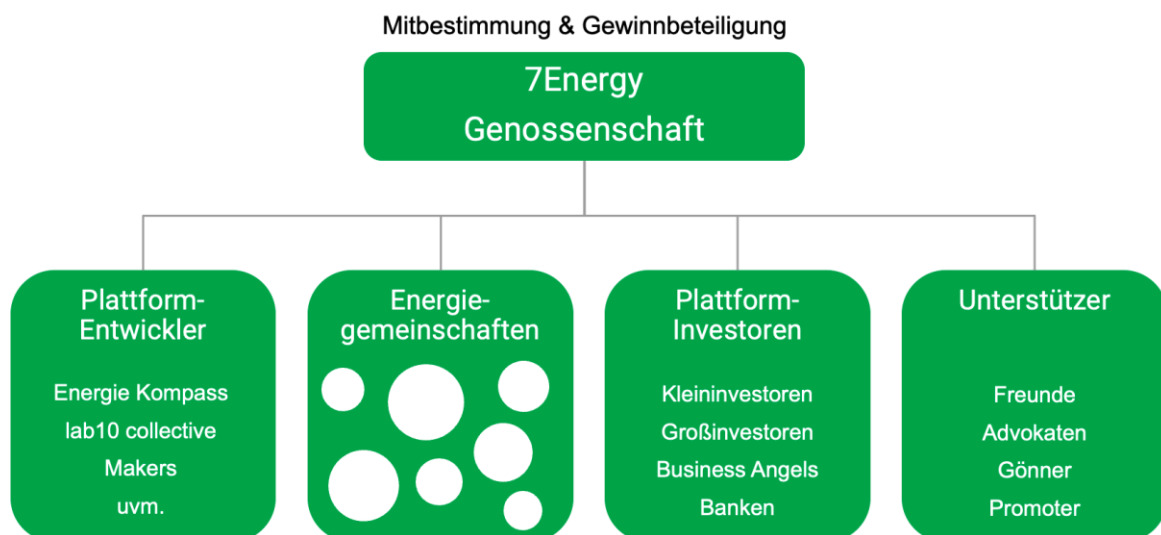 Mitbestimmung & Gewinnbeteiligung
7Energy
Genossenschaft
Plattform-
Entwickler
Energie Kompass
lab10 collective
Makers
uvm.
Energie-
gemeinschaften
Plattform-
Investoren
Kleininvestoren
Großinvestoren
Business Angels
Banken
Unterstützer
Freunde
Advokaten
Gönner
Promoter